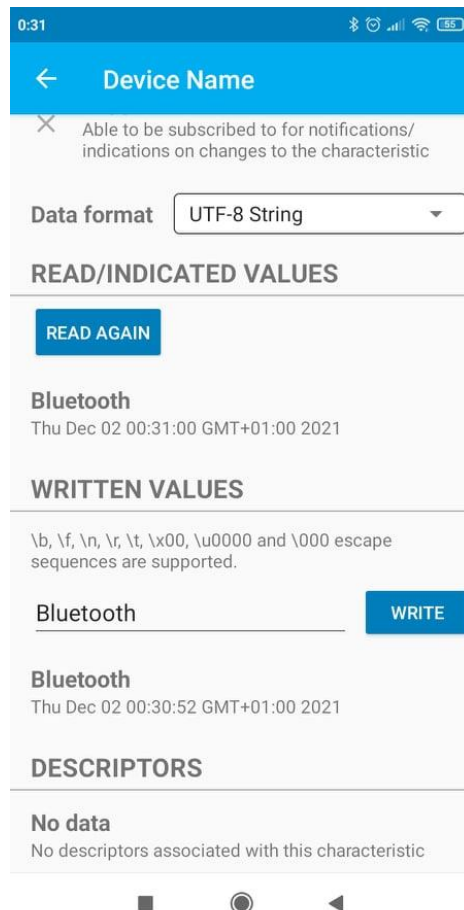 0:31
55
Device Name
Able to be subscribed to for notifications/
indications on changes to the characteristic
Data format UTF-8 String
READ/INDICATED VALUES
READ AGAIN
Bluetooth
Thu Dec 02 00:31:00 GMT+01:00 2021
WRITTEN VALUES
\b, \f, \n, \r, \t, \x00, \u0000 and \000 escape
sequences are supported.
Bluetooth WRITE
Bluetooth
Thu Dec 02 00:30:52 GMT+01:00 2021
DESCRIPTORS
No data
No descriptors associated with this characteristic